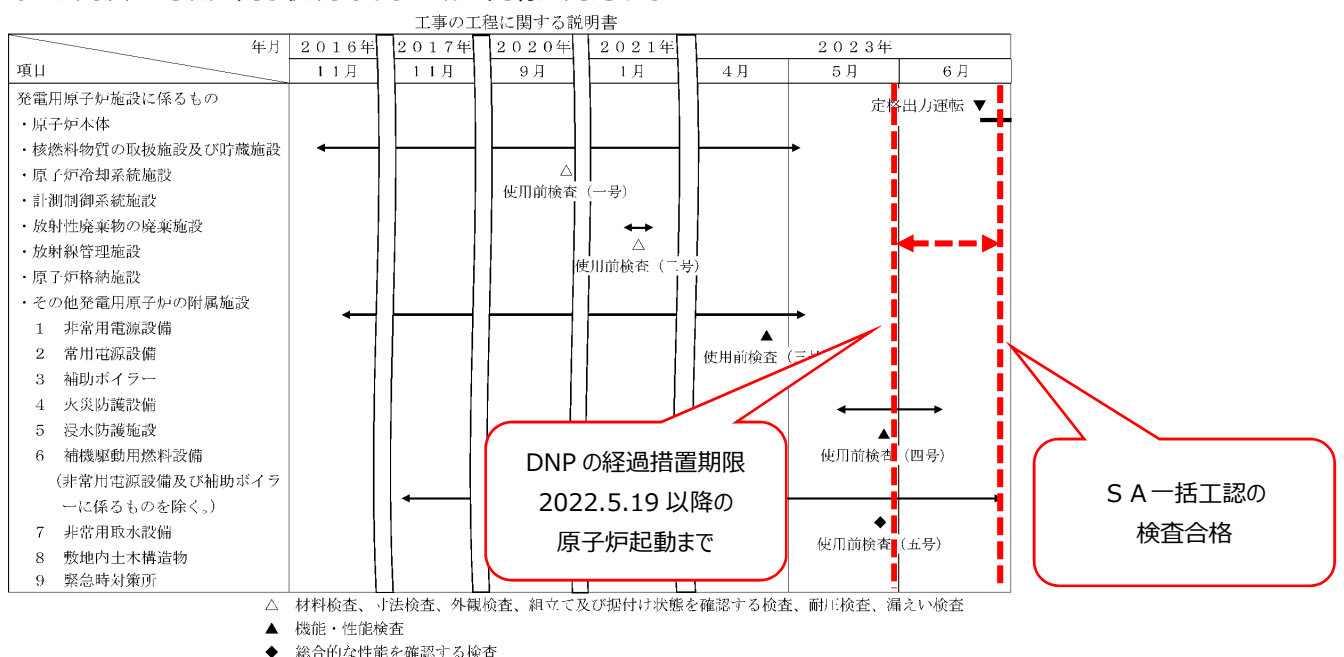 工事の工程に関する説明書
年月
項目
2016年 2017年 2020年 2021年 2023年
11月 11月 9月 1月 4月 5月 6月
発電用原子炉施設に係るもの
定格出力運転 ▼
・原子炉本体
・核燃料物質の取扱施設及び貯蔵施設
・原子炉冷却系統施設
△
使用前検査(一号)
・計測制御系統施設
・放射性廃棄物の廃棄施設
・放射線管理施設
△
使用前検査(二号)
・原子炉格納施設
・その他発電用原子炉の附属施設
1 非常用電源設備
▲
使用前検査(三号
2 常用電源設備
3 補助ボイラー
4 火災防護設備
5 浸水防護施設
▲
使用前検査(四号)
6 補機駆動用燃料設備
(非常用電源設備及び補助ボイラ
ーに係るものを除く。)
7 非常用取水設備
◆
使用前検査(五号)
8 敷地内土木構造物
9 緊急時対策所
DNPの経過措置期限
2022.5.19以降の
原子炉起動まで
SA一括工認の
検査合格
△ 材料検査、寸法検査、外観検査、組立て及び据付け状態を確認する検査、耐圧検査、漏えい検査
▲ 機能・性能検査
◆ 総合的な性能を確認する検査